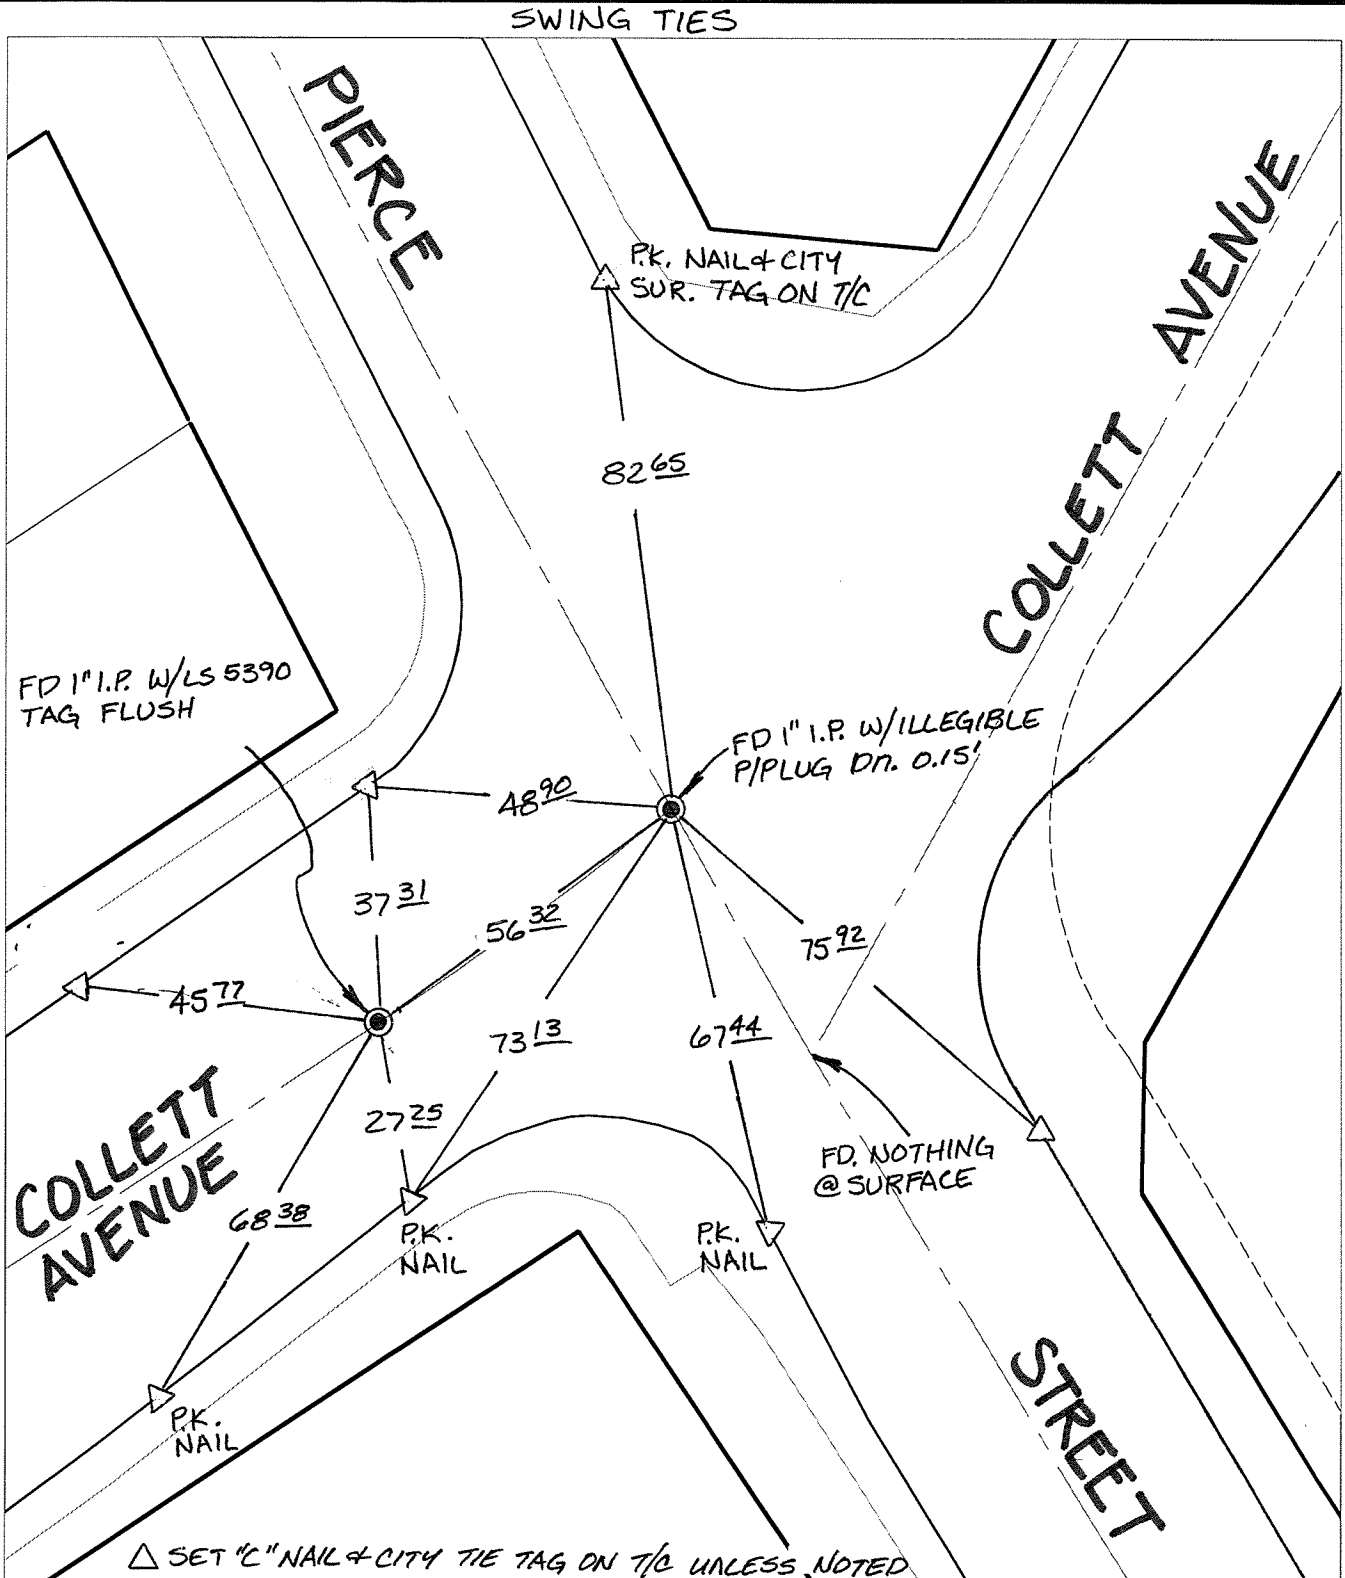 SWING TIES
PIERCE
P.K. NAIL & CITY
SUR. TAG ON T/C
COLLETT AVENUE
82 65
FD 1" I.P. W/LS 5390
TAG FLUSH
FD 1" I.P. W/ILLEGIBLE
P/PLUG DN. 0.15'
48 90
37 31
56 32
75 92
45 77
73 13
67 44
27 25
COLLETT
AVENUE
68 38
FD. NOTHING
@ SURFACE
P.K.
NAIL
P.K.
NAIL
P.K.
NAIL
STREET
△ SET "C" NAIL & CITY TIE TAG ON T/C UNLESS NOTED